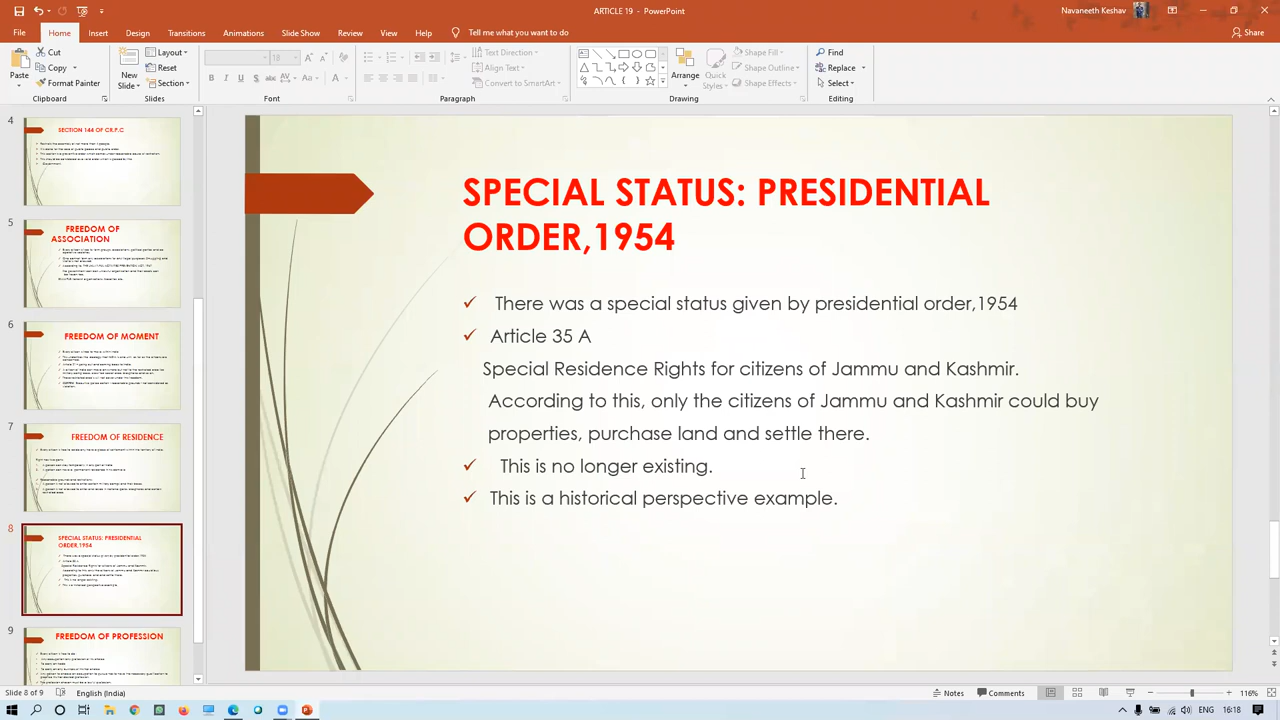 ARTICLE 19 - PowerPoint
Navaneeth Keshav
File Home Insert Design Transitions Animations Slide Show Review View Help Tell me what you want to do Share
Paste
Cut
Copy
Format Painter
Clipboard
New
Slide
Layout
Reset
Section
Slides
18
Font
Text Direction
Align Text
Convert to SmartArt
Paragraph
Arrange
Quick
Styles
Shape Fill
Shape Outline
Shape Effects
Drawing
Find
Replace
Select
Editing
4
SECTION 144 OF CR.P.C
5
FREEDOM OF
ASSOCIATION
6
FREEDOM OF MOMENT
7
FREEDOM OF RESIDENCE
8
SPECIAL STATUS: PRESIDENTIAL
ORDER,1954
9
FREEDOM OF PROFESSION
SPECIAL STATUS: PRESIDENTIAL
ORDER,1954
There was a special status given by presidential order,1954
Article 35 A
Special Residence Rights for citizens of Jammu and Kashmir.
According to this, only the citizens of Jammu and Kashmir could buy
properties, purchase land and settle there.
This is no longer existing.
This is a historical perspective example.
Slide 8 of 9 English (India) Notes Comments 116%
ENG 16:18